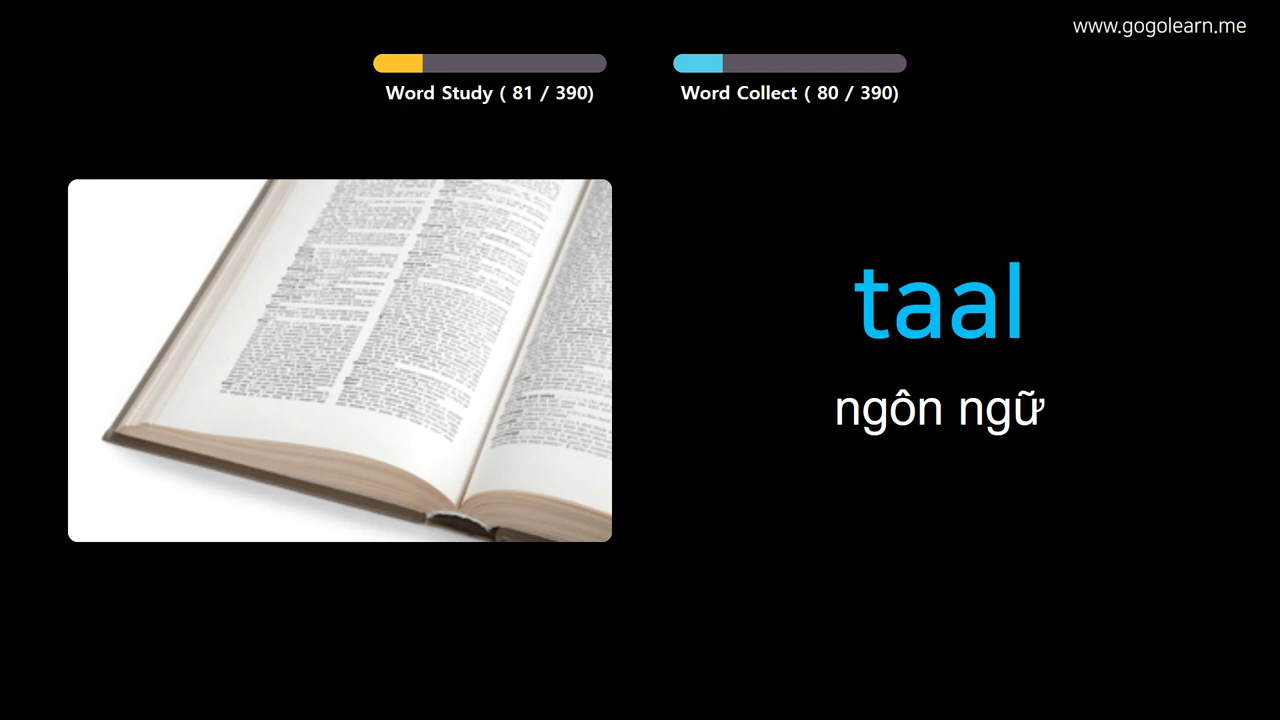 www.gogolearn.me
Word Study ( 81 / 390)
Word Collect ( 80 / 390)
taal
ngôn ngữ